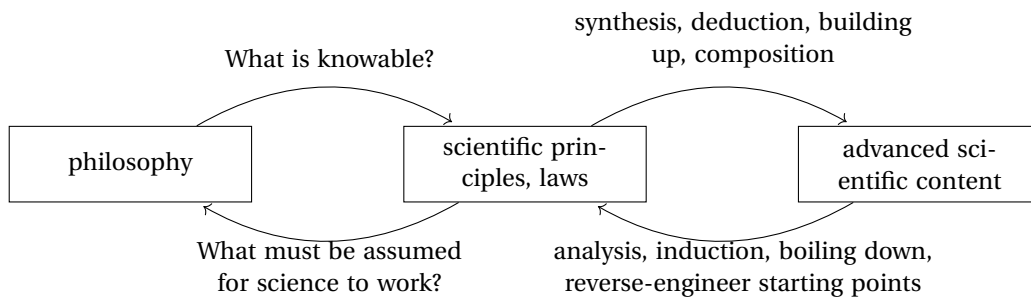 synthesis, deduction, building
up, composition
What is knowable?
philosophy
scientific prin-
ciples, laws
advanced sci-
entific content
What must be assumed
for science to work?
analysis, induction, boiling down,
reverse-engineer starting points